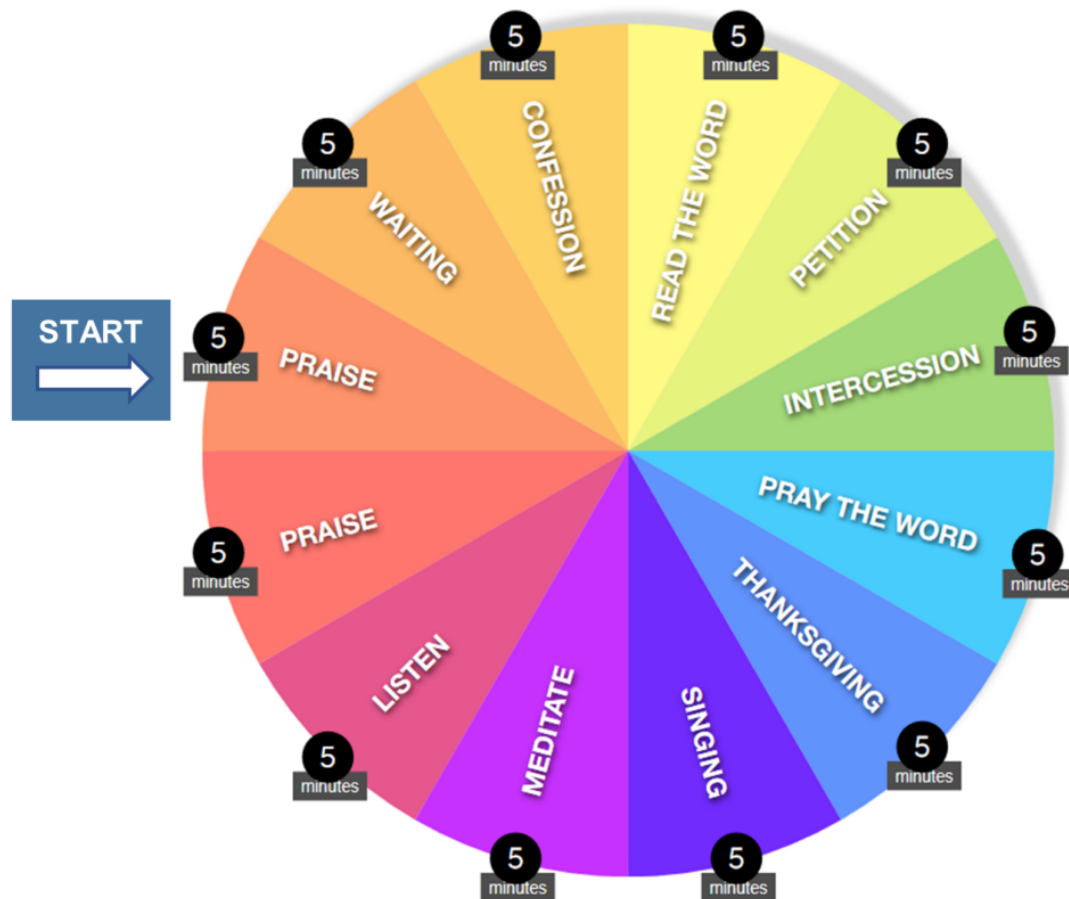 START
PRAISE
5
minutes
WAITING
5
minutes
CONFESSION
5
minutes
READ THE WORD
5
minutes
PETITION
5
minutes
INTERCESSION
5
minutes
PRAY THE WORD
5
minutes
THANKSGIVING
5
minutes
SINGING
5
minutes
MEDITATE
5
minutes
LISTEN
5
minutes
PRAISE
5
minutes